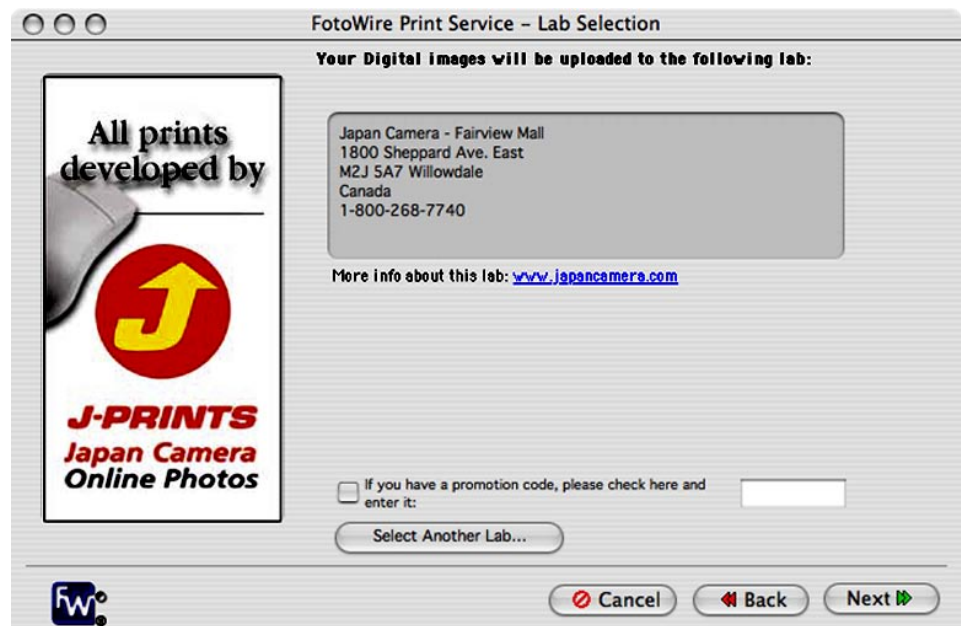 FotoWire Print Service – Lab Selection
Your Digital images will be uploaded to the following lab:
All prints
developed by
J
J-PRINTS
Japan Camera
Online Photos
Japan Camera - Fairview Mall
1800 Sheppard Ave. East
M2J 5A7 Willowdale
Canada
1-800-268-7740
More info about this lab: www.japancamera.com
If you have a promotion code, please check here and
enter it:
Select Another Lab...
FW
Cancel
Back
Next